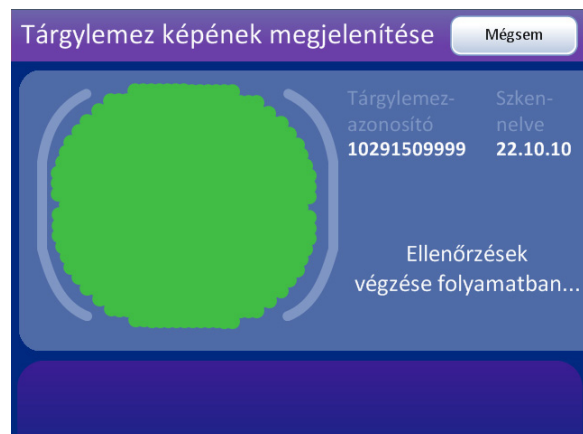 Tárgylemez képének megjelenítése
Mégsem
Tárgylemez-
azonosító
10291509999
Szken-
nelve
22.10.10
Ellenőrzések
végzése folyamatban...